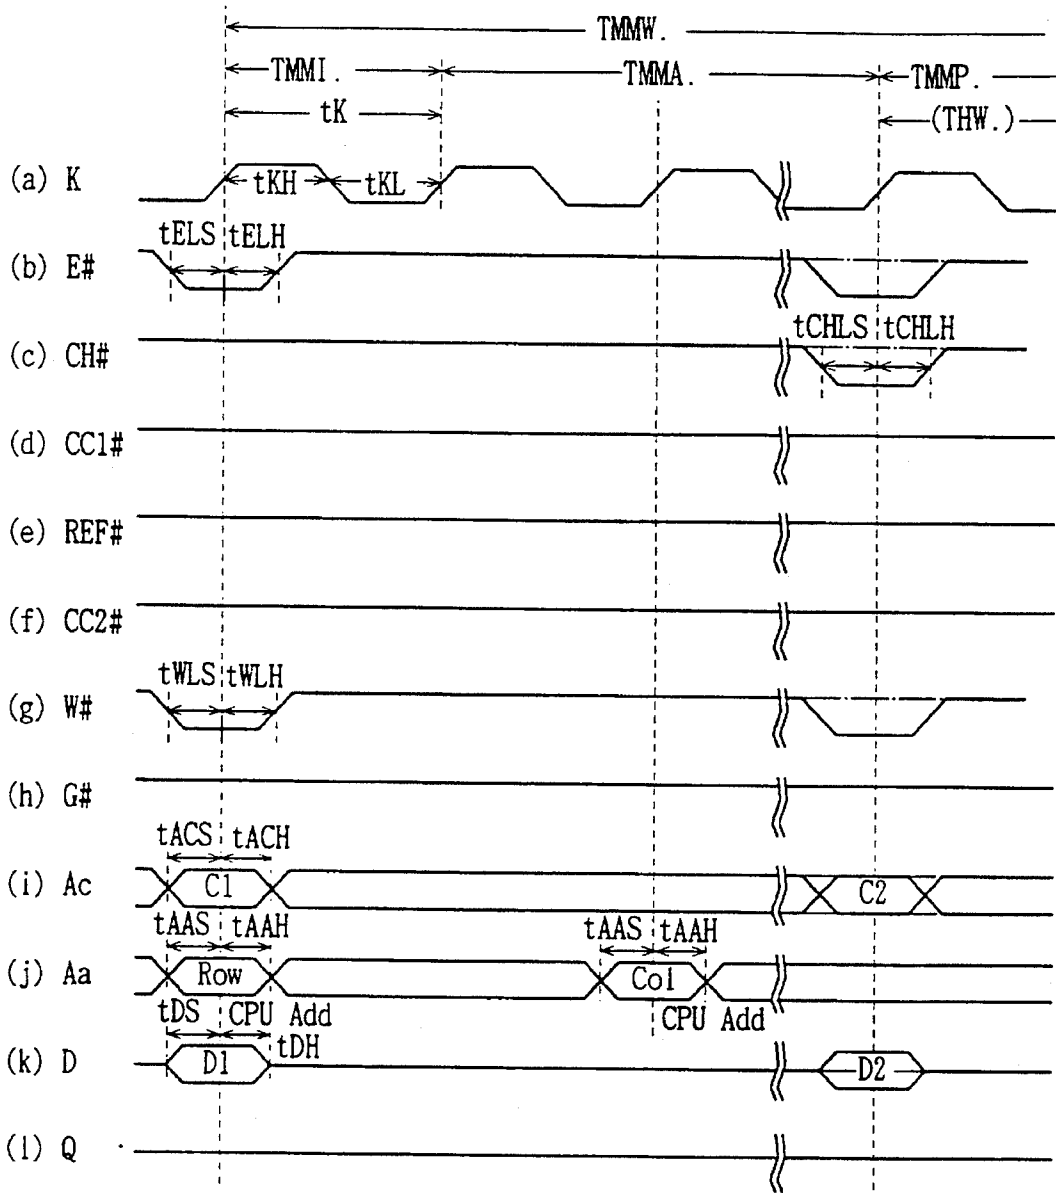 TMMW.
TMMI. TMMA. TMMP.
tK (THW.)
(a) K tKH tKL
tELS tELH
(b) E#
tCHLS tCHLH
(c) CH#
(d) CC1#
(e) REF#
(f) CC2#
tWLS tWLH
(g) W#
(h) G#
tACS tACH
(i) Ac C1 C2
tAAS tAAH tAAS tAAH
(j) Aa Row Col
tDS CPU Add CPU Add
tDH
(k) D D1 D2
(l) Q